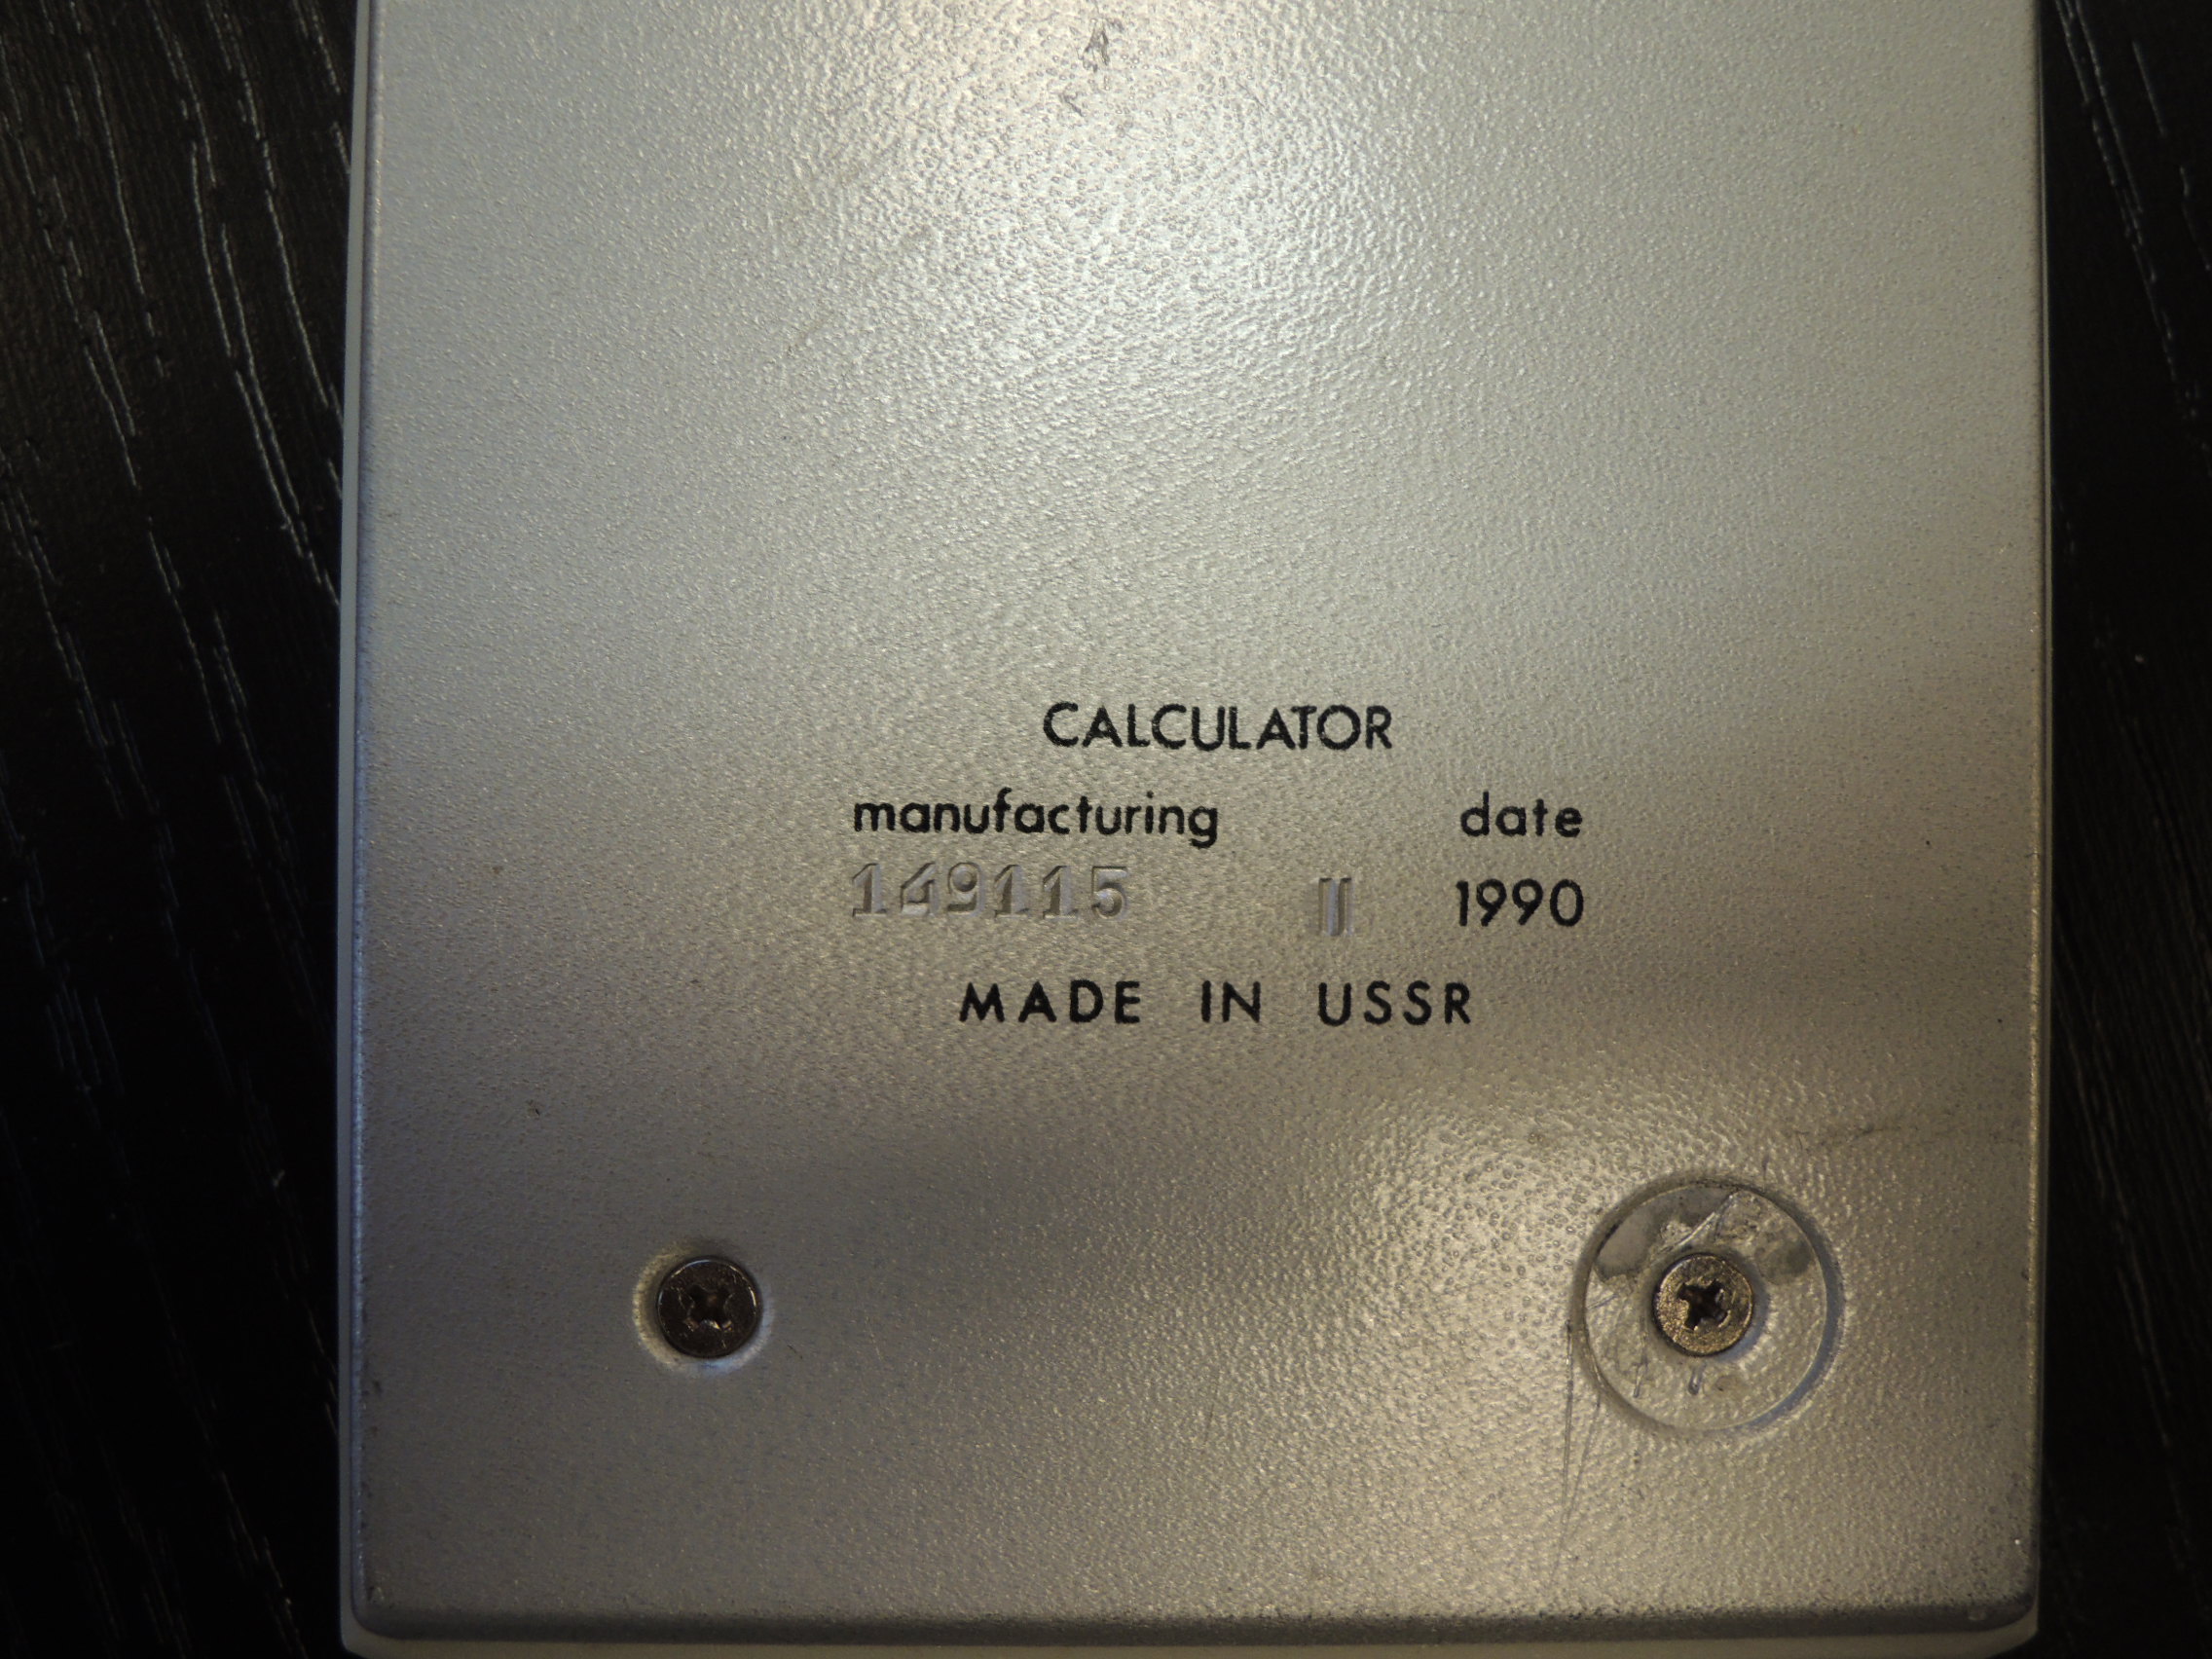 CALCULATOR
manufacturing date
149115 II 1990
MADE IN USSR